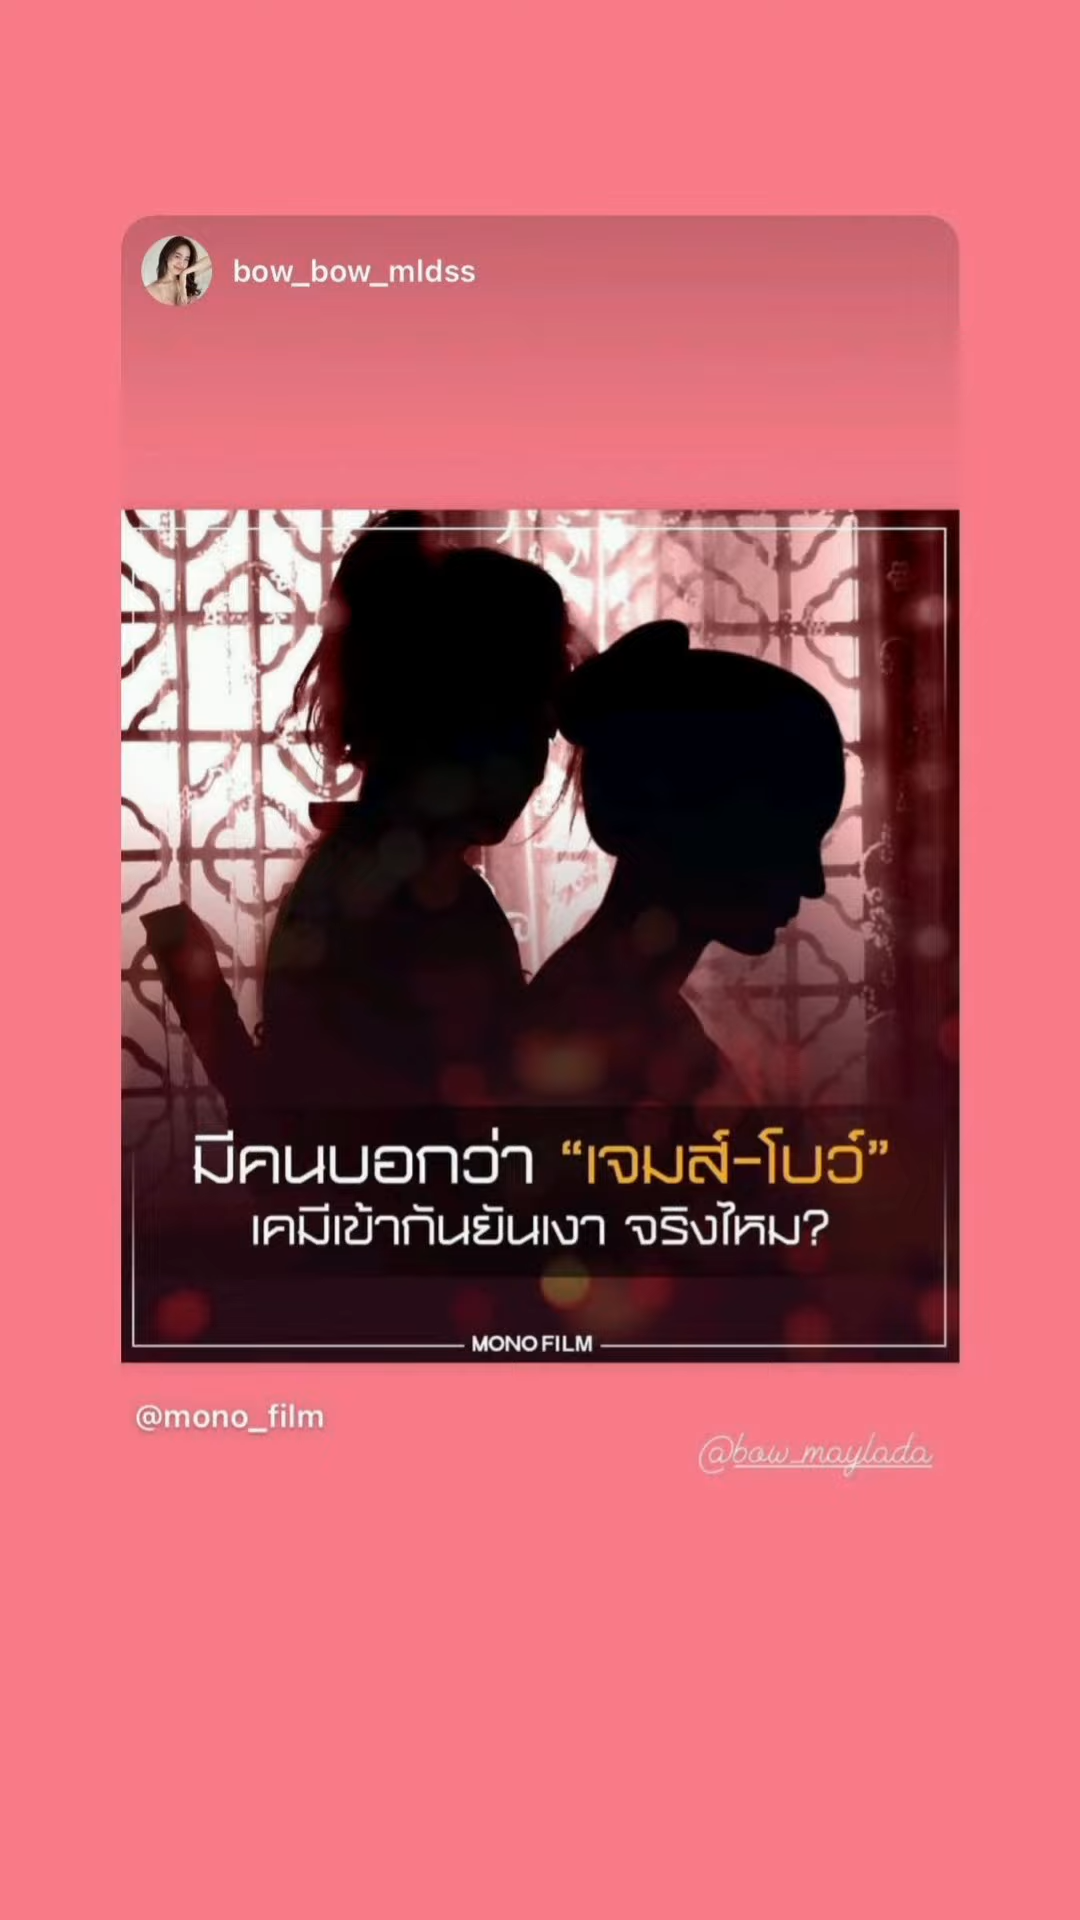 bow_bow_mldss
มีคนบอกว่า “เจมส์-โบว์”
เคมีเข้ากันยันเงา จริงไหม?
MONO FILM
@mono_film
@bow_maylada